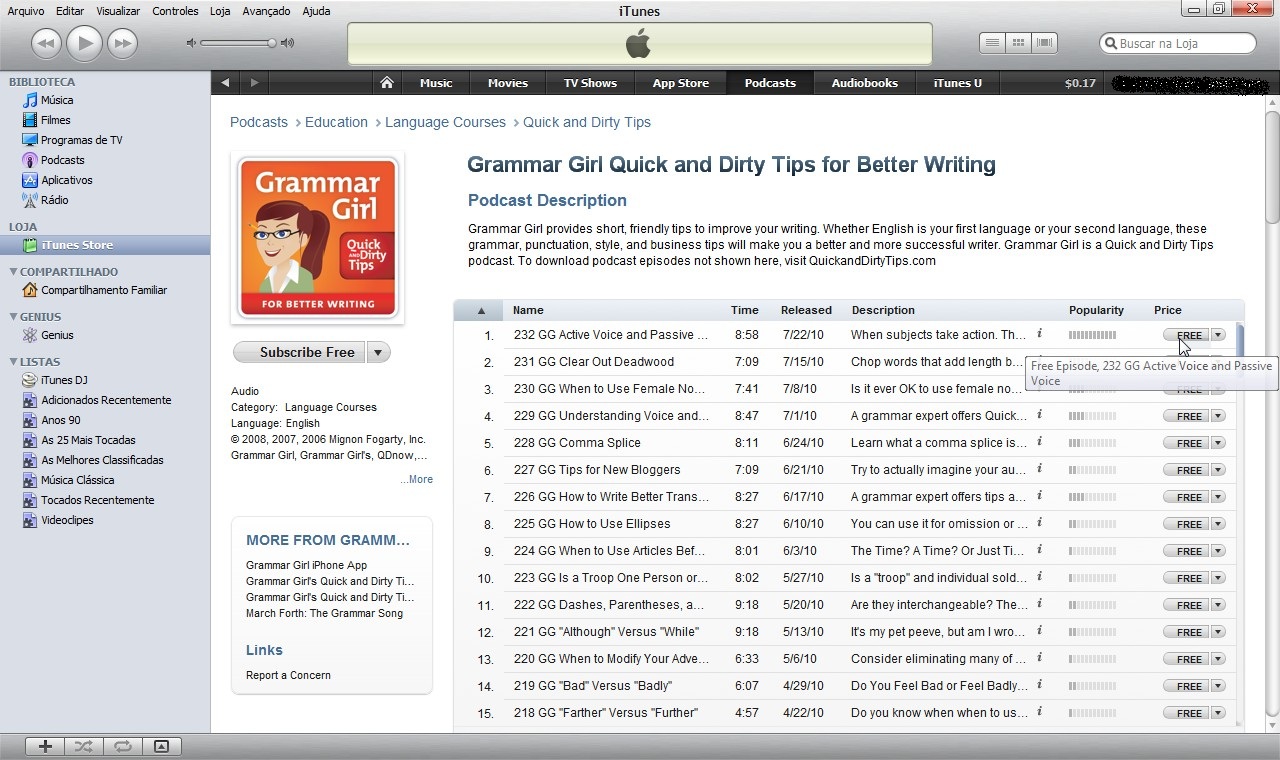 iTunes
Arquivo Editar Visualizar Controles Loja Avançado Ajuda
Buscar na Loja
Music Movies TV Shows App Store Podcasts Audiobooks iTunes U $0.17
BIBLIOTECA
Música
Filmes
Programas de TV
Podcasts
Aplicativos
Rádio
LOJA
iTunes Store
COMPARTILHADO
Compartilhamento Familiar
GENIUS
Genius
LISTAS
iTunes DJ
Adicionados Recentemente
Anos 90
As 25 Mais Tocadas
As Melhores Classificadas
Música Clássica
Tocados Recentemente
Videoclipes
Podcasts > Education > Language Courses > Quick and Dirty Tips
Grammar
Girl
Quick
AND Dirty
Tips
FOR BETTER WRITING
Subscribe Free
Audio
Category: Language Courses
Language: English
© 2008, 2007, 2006 Mignon Fogarty, Inc.
Grammar Girl, Grammar Girl's, QDnow,...
...More
MORE FROM GRAMM...
Grammar Girl iPhone App
Grammar Girl's Quick and Dirty Ti...
Grammar Girl's Quick and Dirty Ti...
March Forth: The Grammar Song
Links
Report a Concern
Grammar Girl Quick and Dirty Tips for Better Writing
Podcast Description
Grammar Girl provides short, friendly tips to improve your writing. Whether English is your first language or your second language, these
grammar, punctuation, style, and business tips will make you a better and more successful writer. Grammar Girl is a Quick and Dirty Tips
podcast. To download podcast episodes not shown here, visit QuickandDirtyTips.com
Name Time Released Description Popularity Price
1. 232 GG Active Voice and Passive ... 8:58 7/22/10 When subjects take action. Th... i FREE
2. 231 GG Clear Out Deadwood 7:09 7/15/10 Chop words that add length b...
Free Episode, 232 GG Active Voice and Passive
Voice
3. 230 GG When to Use Female No... 7:41 7/8/10 Is it ever OK to use female no... FREE
4. 229 GG Understanding Voice and... 8:47 7/1/10 A grammar expert offers Quick... i FREE
5. 228 GG Comma Splice 8:11 6/24/10 Learn what a comma splice is... i FREE
6. 227 GG Tips for New Bloggers 7:09 6/21/10 Try to actually imagine your au... i FREE
7. 226 GG How to Write Better Trans... 8:27 6/17/10 A grammar expert offers tips a... i FREE
8. 225 GG How to Use Ellipses 8:27 6/10/10 You can use it for omission or ... i FREE
9. 224 GG When to Use Articles Bef... 8:01 6/3/10 The Time? A Time? Or Just Ti... i FREE
10. 223 GG Is a Troop One Person or... 8:02 5/27/10 Is a "troop" and individual sold... i FREE
11. 222 GG Dashes, Parentheses, a... 9:18 5/20/10 Are they interchangeable? The... i FREE
12. 221 GG "Although" Versus "While" 9:18 5/13/10 It's my pet peeve, but am I wro... i FREE
13. 220 GG When to Modify Your Adve... 6:33 5/6/10 Consider eliminating many of ... i FREE
14. 219 GG "Bad" Versus "Badly" 6:07 4/29/10 Do You Feel Bad or Feel Badly... i FREE
15. 218 GG "Farther" Versus "Further" 4:57 4/22/10 Do you know when when to us... i FREE